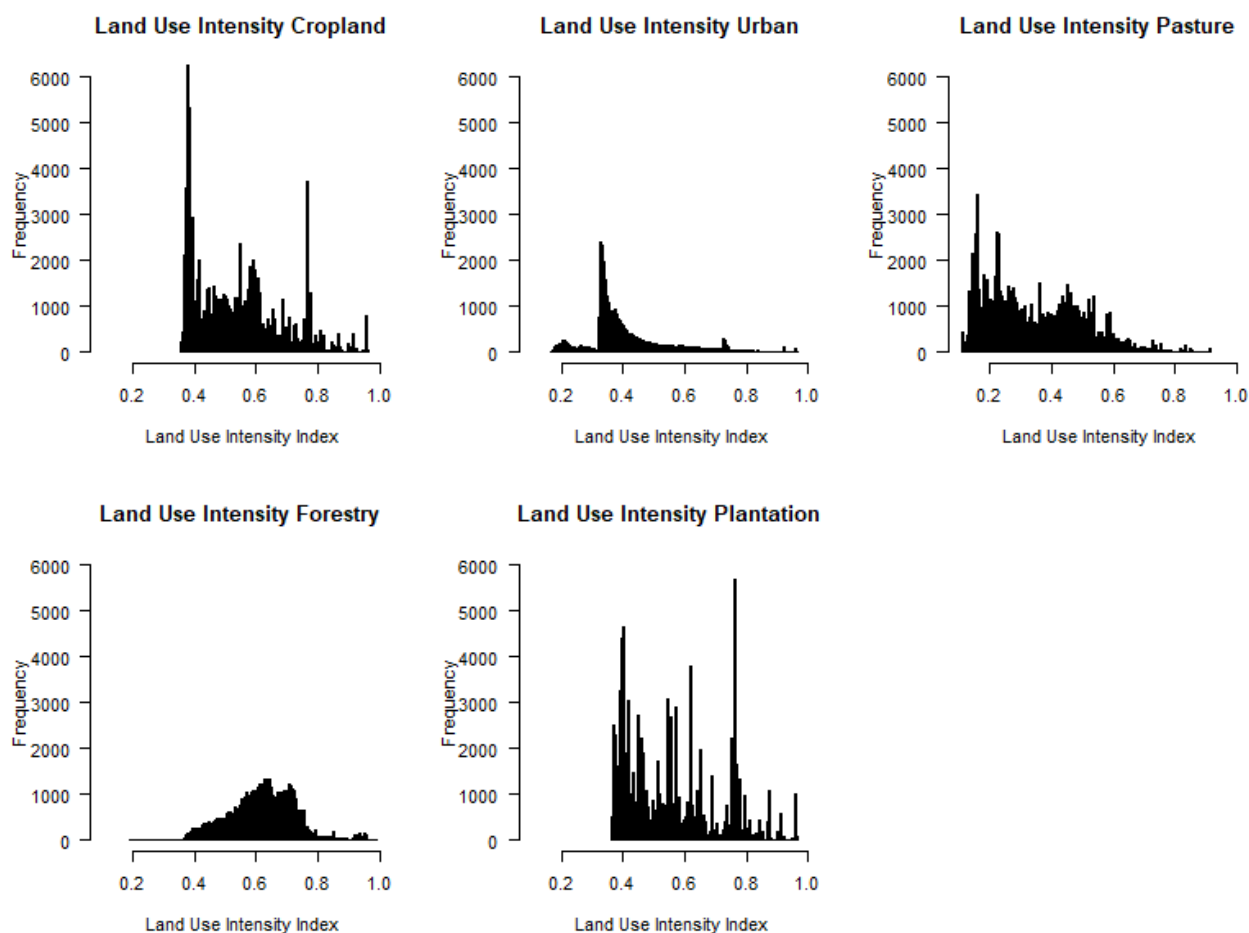 Land Use Intensity Cropland
6000
5000
4000
3000
2000
1000
0
Frequency
0.2 0.4 0.6 0.8 1.0
Land Use Intensity Index
Land Use Intensity Urban
6000
5000
4000
3000
2000
1000
0
Frequency
0.2 0.4 0.6 0.8 1.0
Land Use Intensity Index
Land Use Intensity Pasture
6000
5000
4000
3000
2000
1000
0
Frequency
0.2 0.4 0.6 0.8 1.0
Land Use Intensity Index
Land Use Intensity Forestry
6000
5000
4000
3000
2000
1000
0
Frequency
0.2 0.4 0.6 0.8 1.0
Land Use Intensity Index
Land Use Intensity Plantation
6000
5000
4000
3000
2000
1000
0
Frequency
0.2 0.4 0.6 0.8 1.0
Land Use Intensity Index